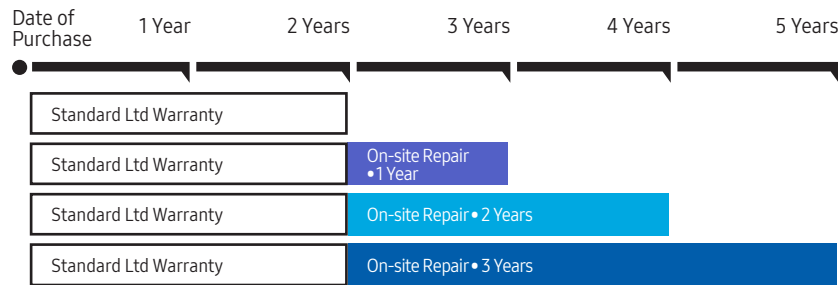 Date of
Purchase
1 Year
2 Years
3 Years
4 Years
5 Years
Standard Ltd Warranty
Standard Ltd Warranty
On-site Repair
• 1 Year
Standard Ltd Warranty
On-site Repair • 2 Years
Standard Ltd Warranty
On-site Repair • 3 Years